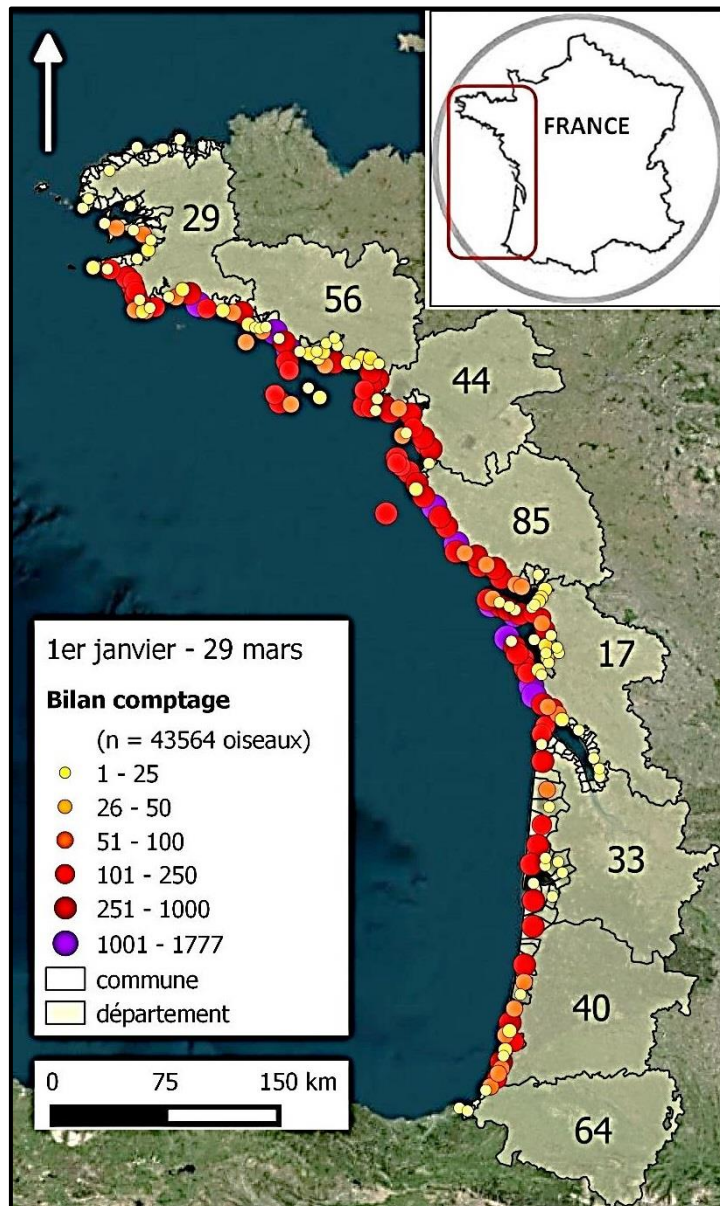 FRANCE
29
56
44
85
17
33
40
64
1er janvier - 29 mars
Bilan comptage
(n = 43564 oiseaux)
1 - 25
26 - 50
51 - 100
101 - 250
251 - 1000
1001 - 1777
commune
département
0 75 150 km